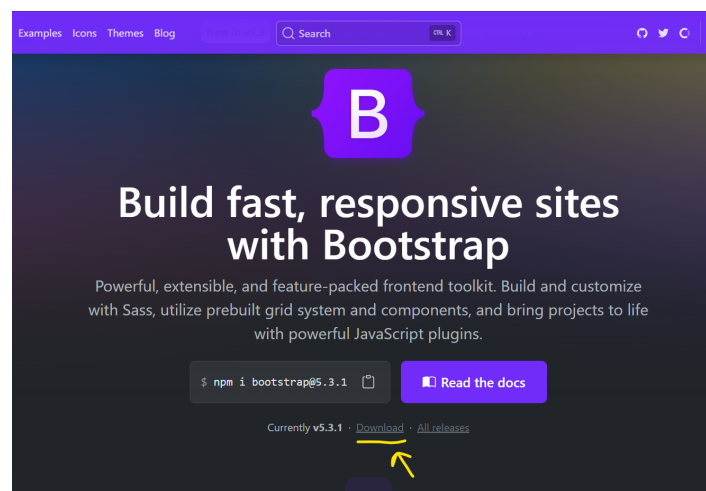 Examples Icons Themes Blog Search CTRL K
B
Build fast, responsive sites
with Bootstrap
Powerful, extensible, and feature-packed frontend toolkit. Build and customize
with Sass, utilize prebuilt grid system and components, and bring projects to life
with powerful JavaScript plugins.
$ npm i bootstrap@5.3.1 Read the docs
Currently v5.3.1 · Download · All releases